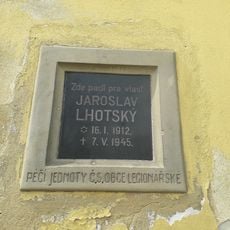 Zde padl pro vlast
JAROSLAV
LHOTSKÝ
✩ 16. I. 1912.
✝ 7. V. 1945.
PÉČÍ JEDNOTY Č.S. OBCE LEGIONÁŘSKÉ